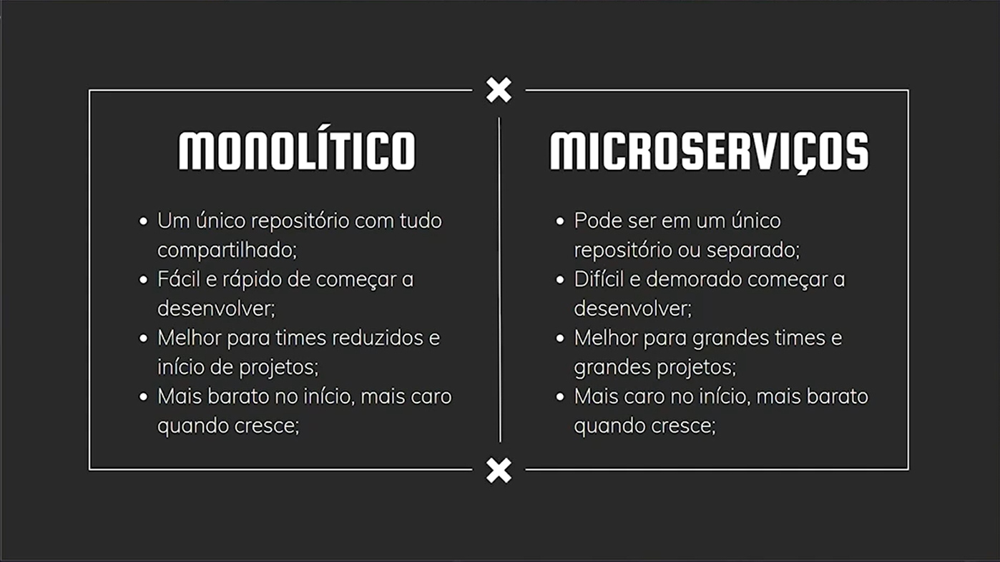 MONOLÍTICO
• Um único repositório com tudo
compartilhado;
• Fácil e rápido de começar a
desenvolver;
• Melhor para times reduzidos e
início de projetos;
• Mais barato no início, mais caro
quando cresce;
MICROSERVIÇOS
• Pode ser em um único
repositório ou separado;
• Difícil e demorado começar a
desenvolver;
• Melhor para grandes times e
grandes projetos;
• Mais caro no início, mais barato
quando cresce;